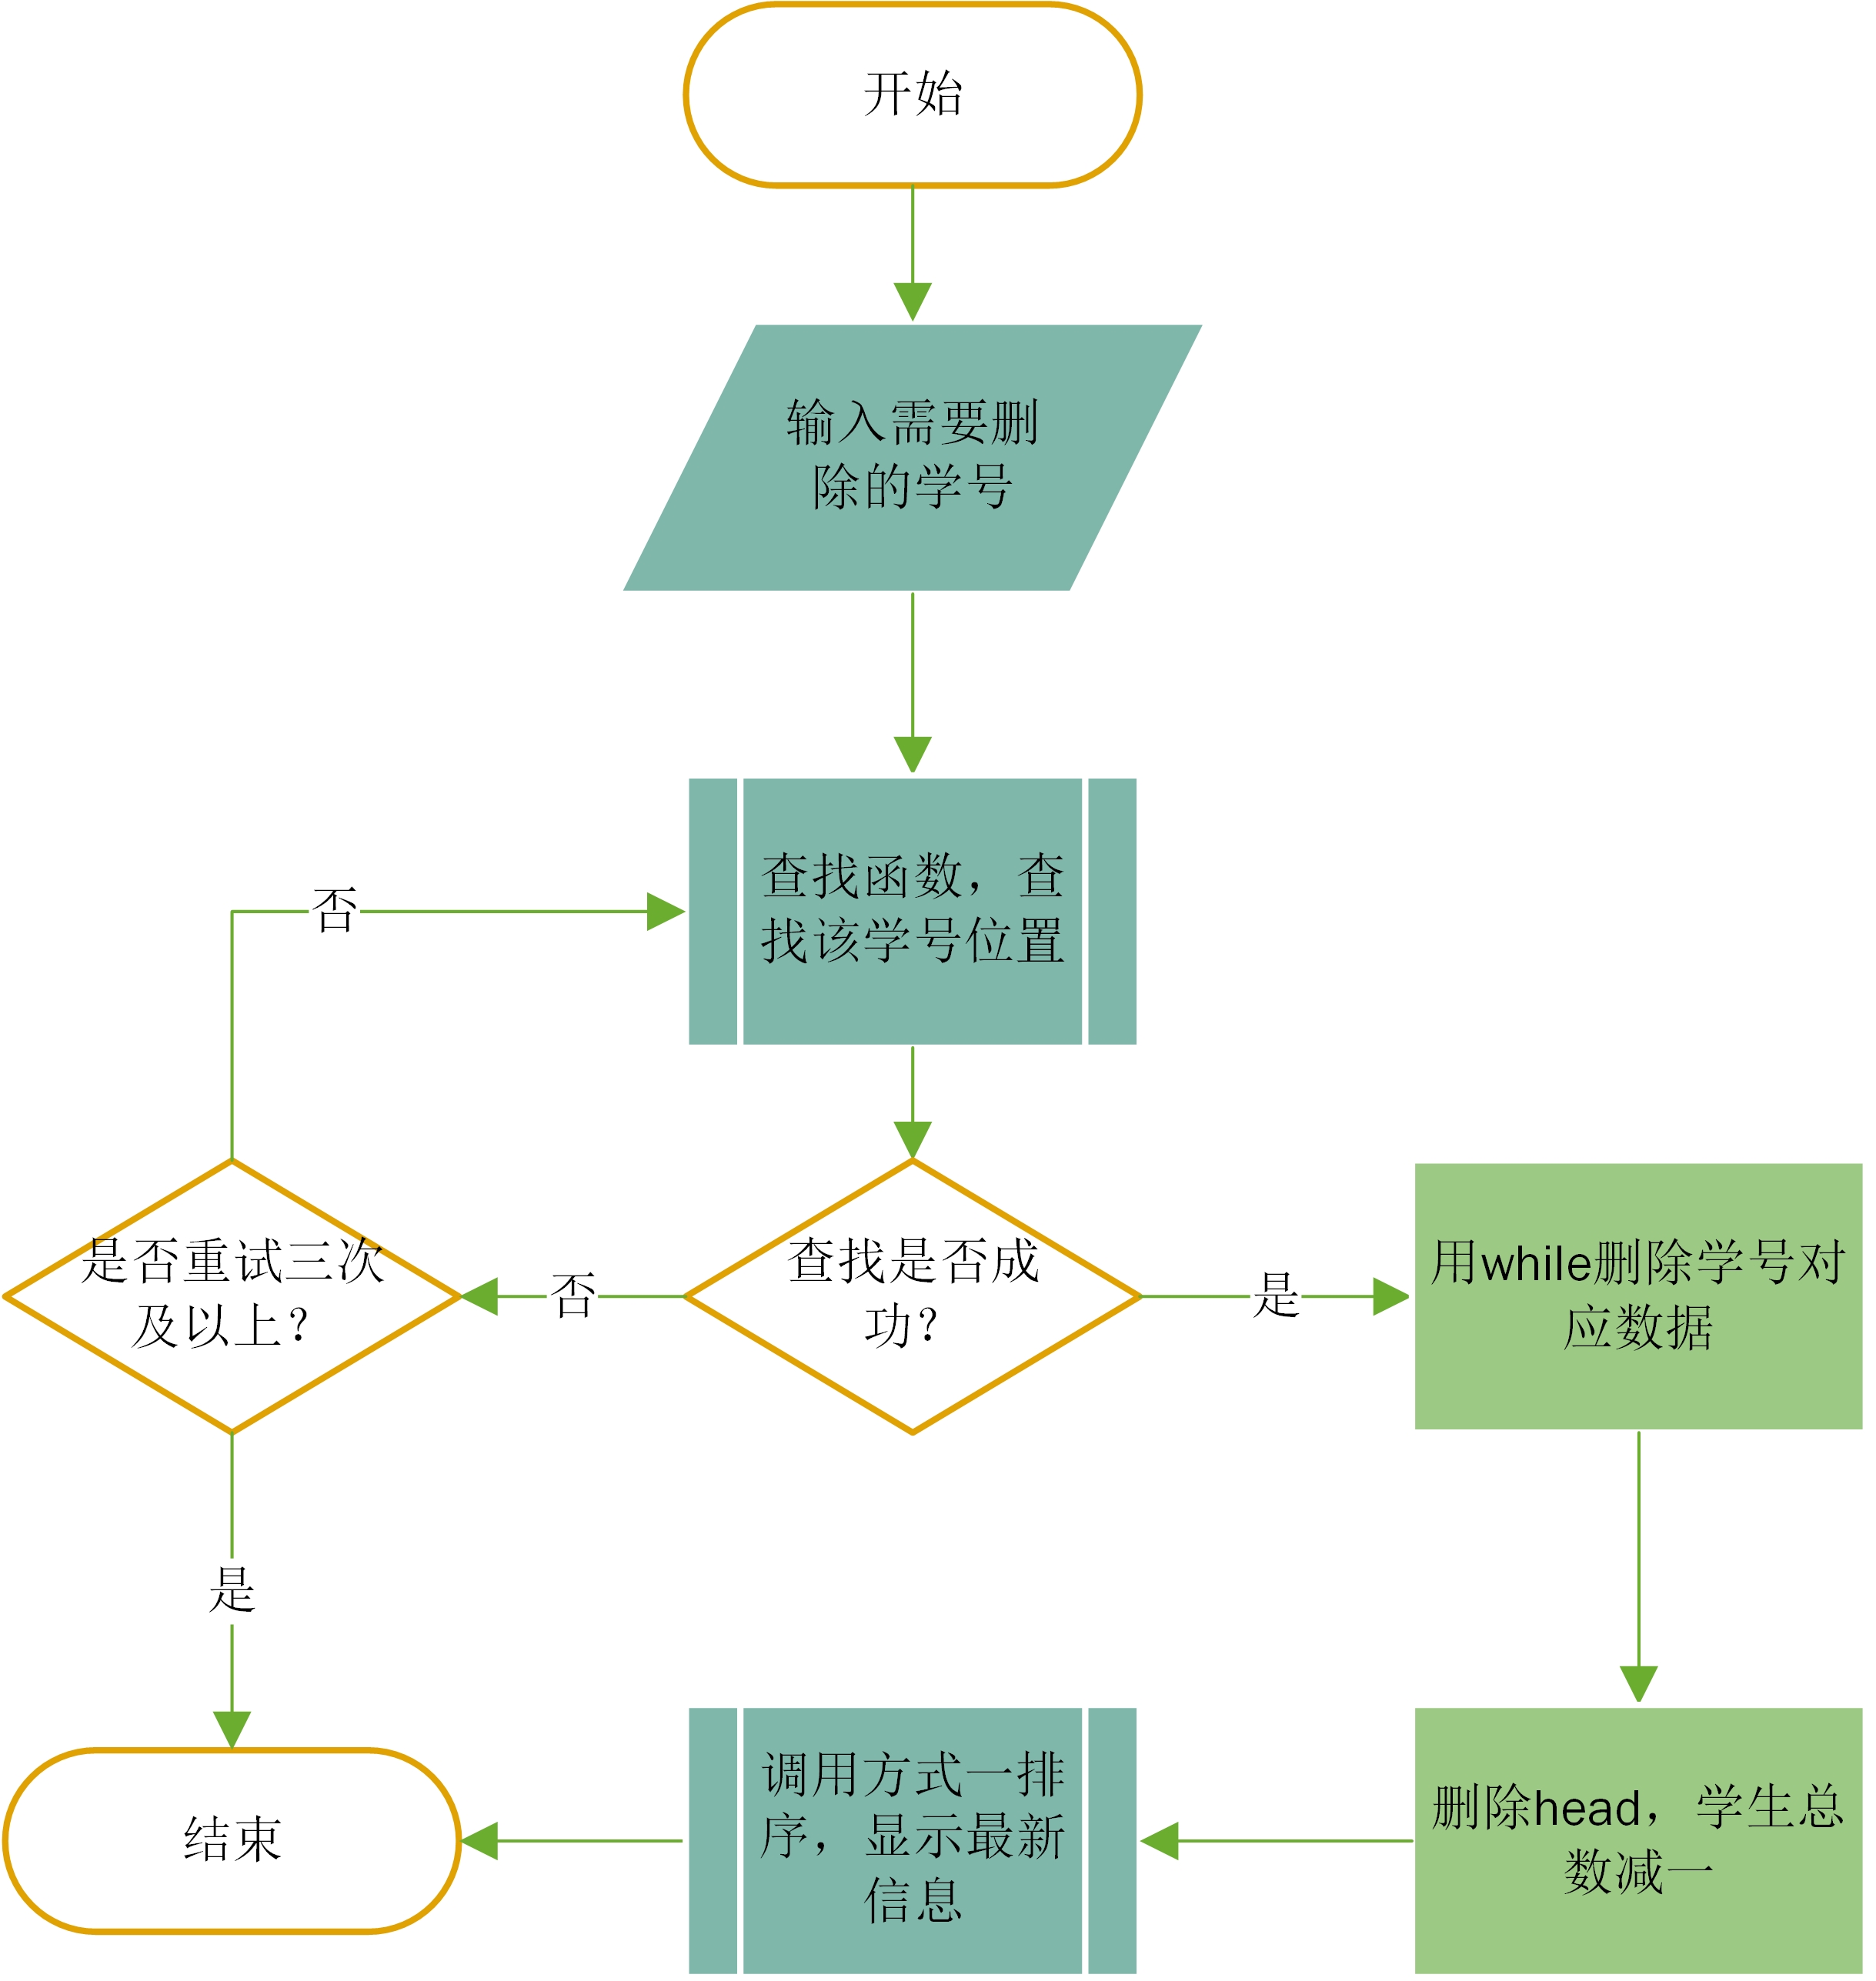 开始
输入需要删
除的学号
查找函数，查
找该学号位置
否
是否重试三次
及以上？
否
查找是否成
功？
是
用while删除学号对
应数据
是
结束
调用方式一排
序，显示最新
信息
删除head，学生总
数减一